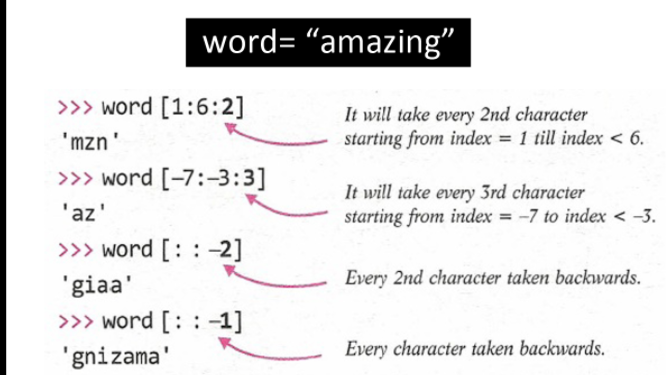 word= “amazing”
>>> word [1:6:2]
It will take every 2nd character
'mzn'
starting from index = 1 till index < 6.
>>> word [–7:–3:3]
It will take every 3rd character
'az'
starting from index = –7 to index < –3.
>>> word [: : –2]
'giaa'
Every 2nd character taken backwards.
>>> word [: : –1]
'gnizama'
Every character taken backwards.